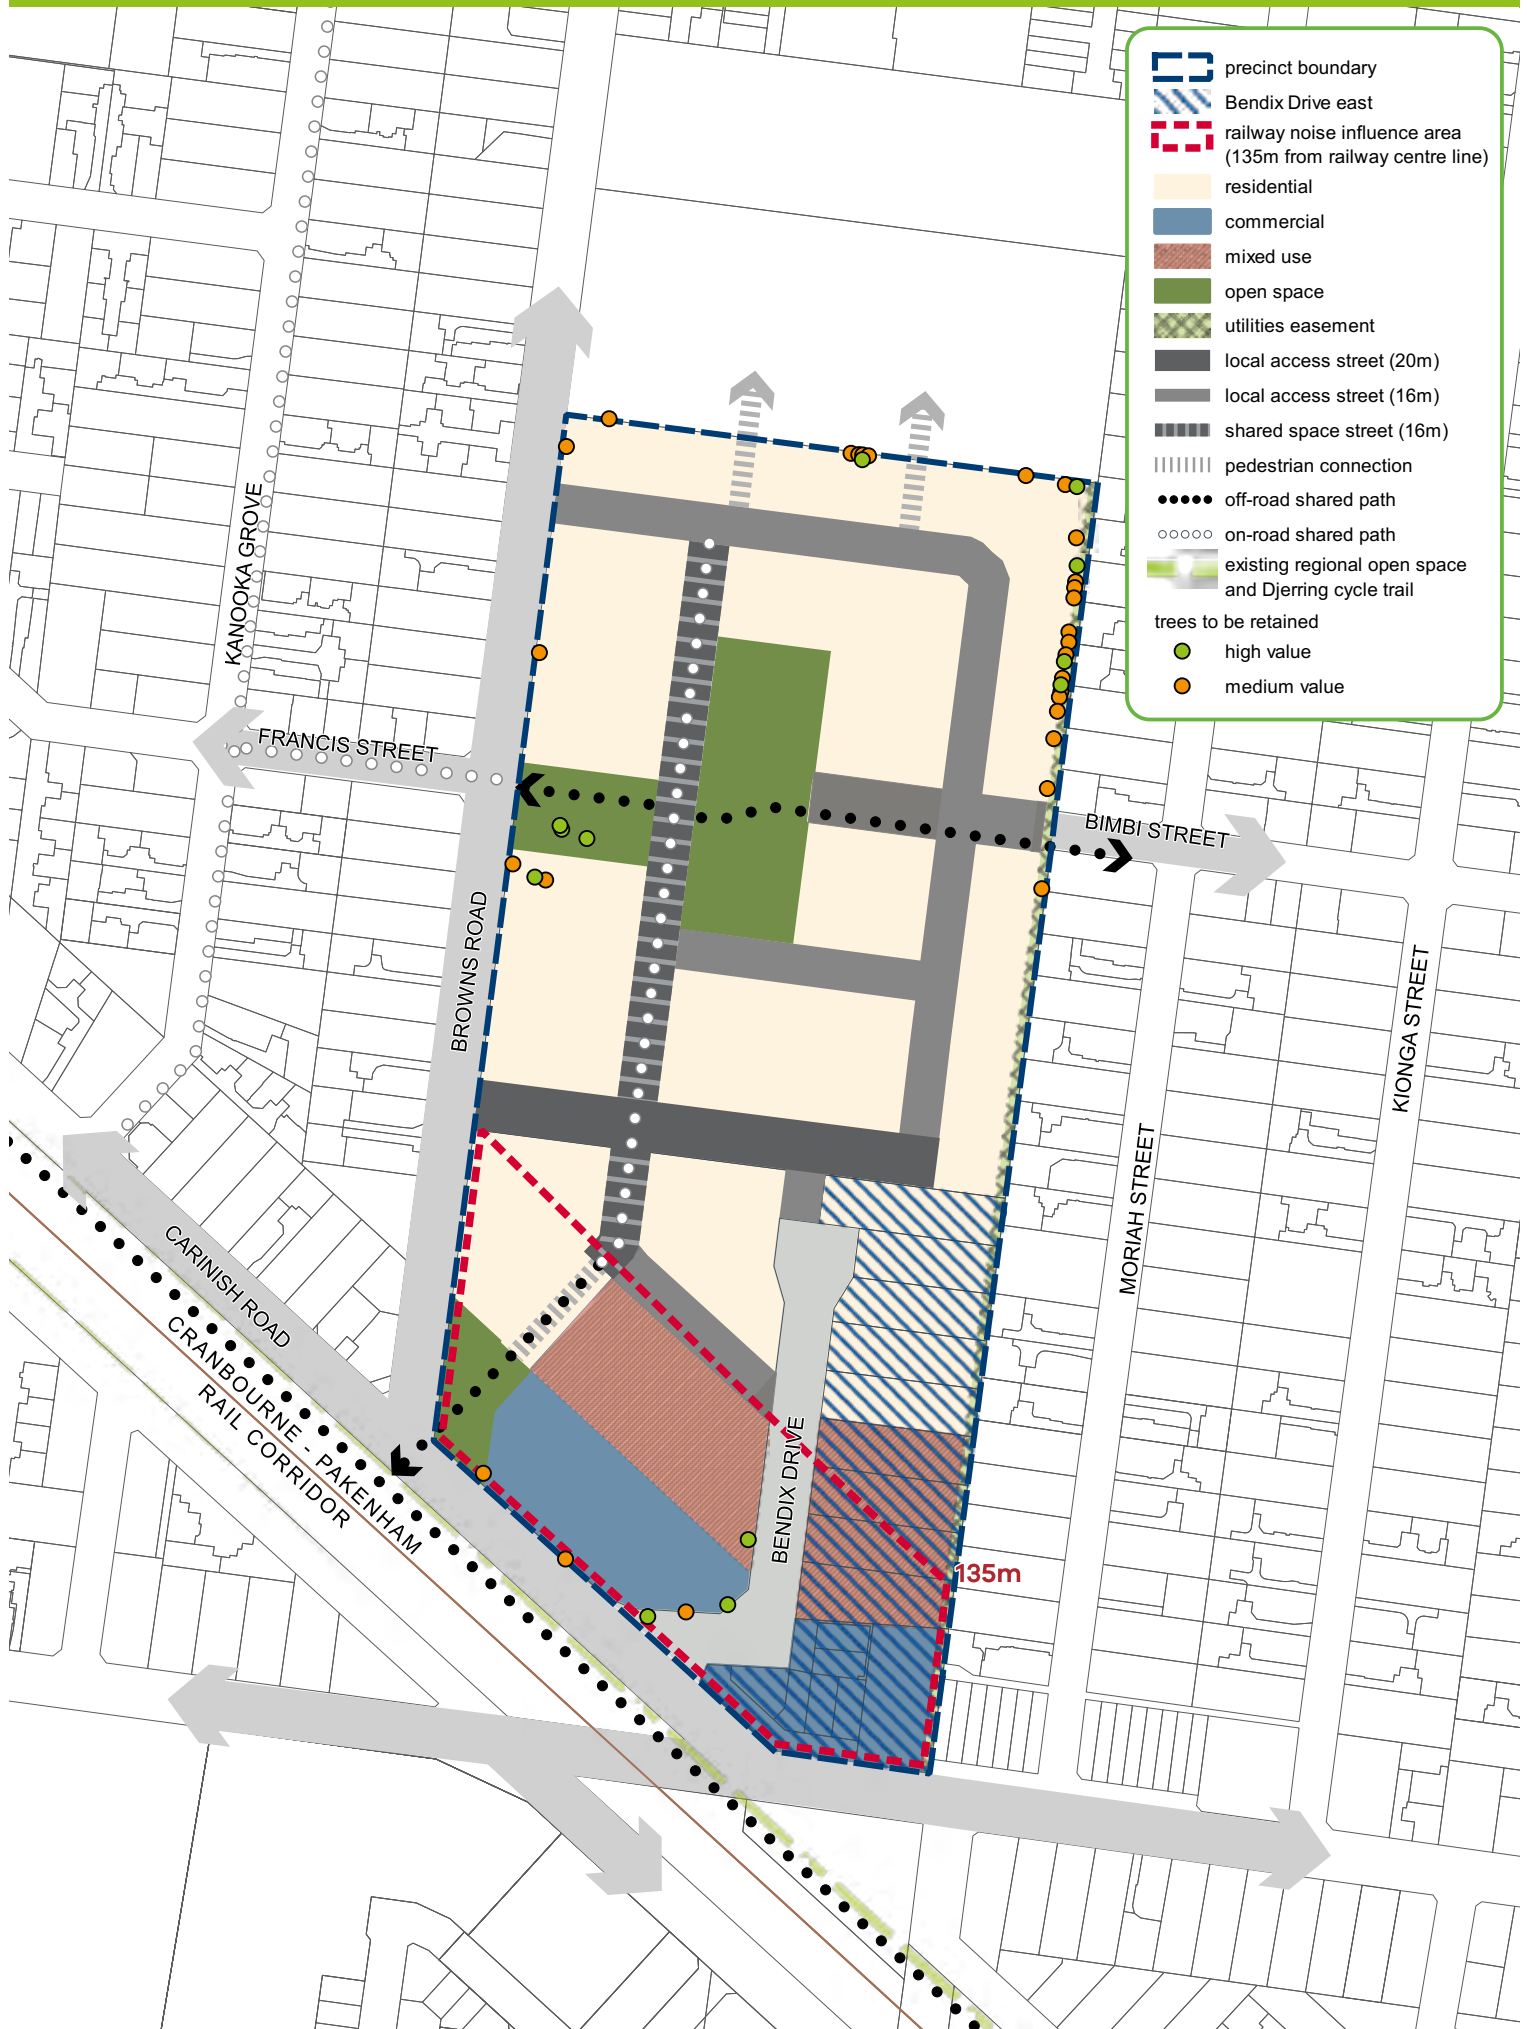 precinct boundary
Bendix Drive east
railway noise influence area
(135m from railway centre line)
residential
commercial
mixed use
open space
utilities easement
local access street (20m)
local access street (16m)
shared space street (16m)
pedestrian connection
off-road shared path
on-road shared path
existing regional open space
and Djerring cycle trail
trees to be retained
high value
medium value
KANOOKA GROVE
FRANCIS STREET
BIMBI STREET
BROWNS ROAD
KIONGA STREET
MORIAH STREET
CARINISH ROAD
CRANBOURNE - PAKENHAM
RAIL CORRIDOR
BENDIX DRIVE
135m